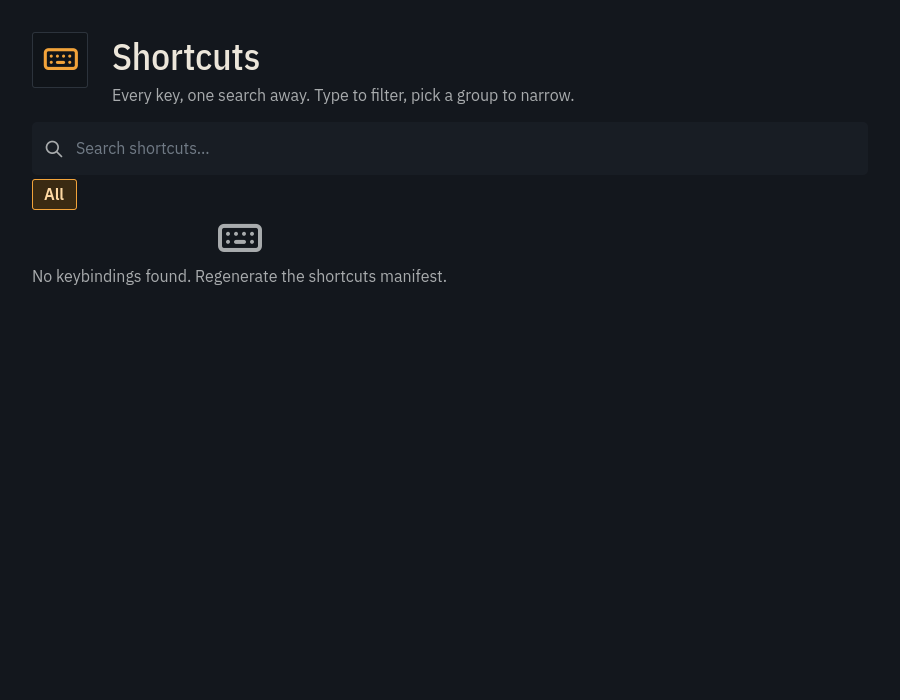 Shortcuts
Every key, one search away. Type to filter, pick a group to narrow.
Search shortcuts...
All
No keybindings found. Regenerate the shortcuts manifest.